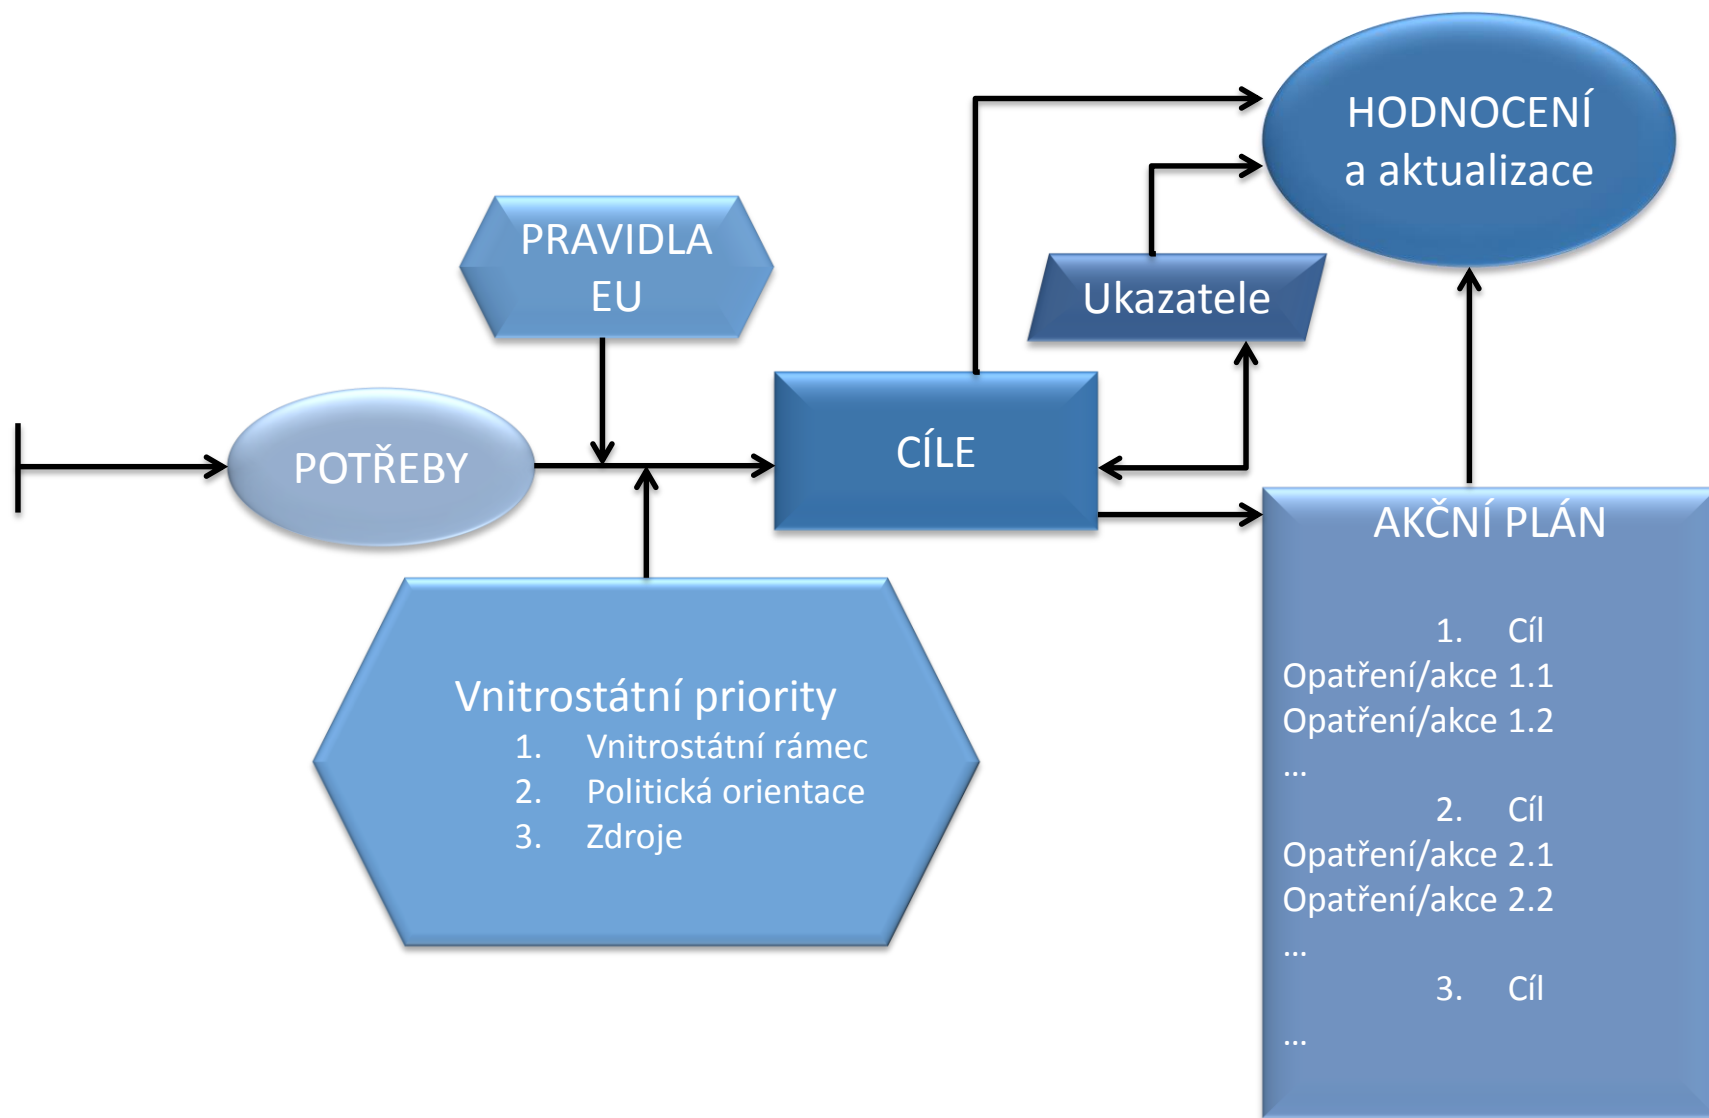 HODNOCENÍ
a aktualizace
PRAVIDLA
EU
Ukazatele
POTŘEBY
CÍLE
AKČNÍ PLÁN
1. Cíl
Opatření/akce 1.1
Opatření/akce 1.2
...
2. Cíl
Opatření/akce 2.1
Opatření/akce 2.2
...
3. Cíl
...
Vnitrostátní priority
1. Vnitrostátní rámec
2. Politická orientace
3. Zdroje